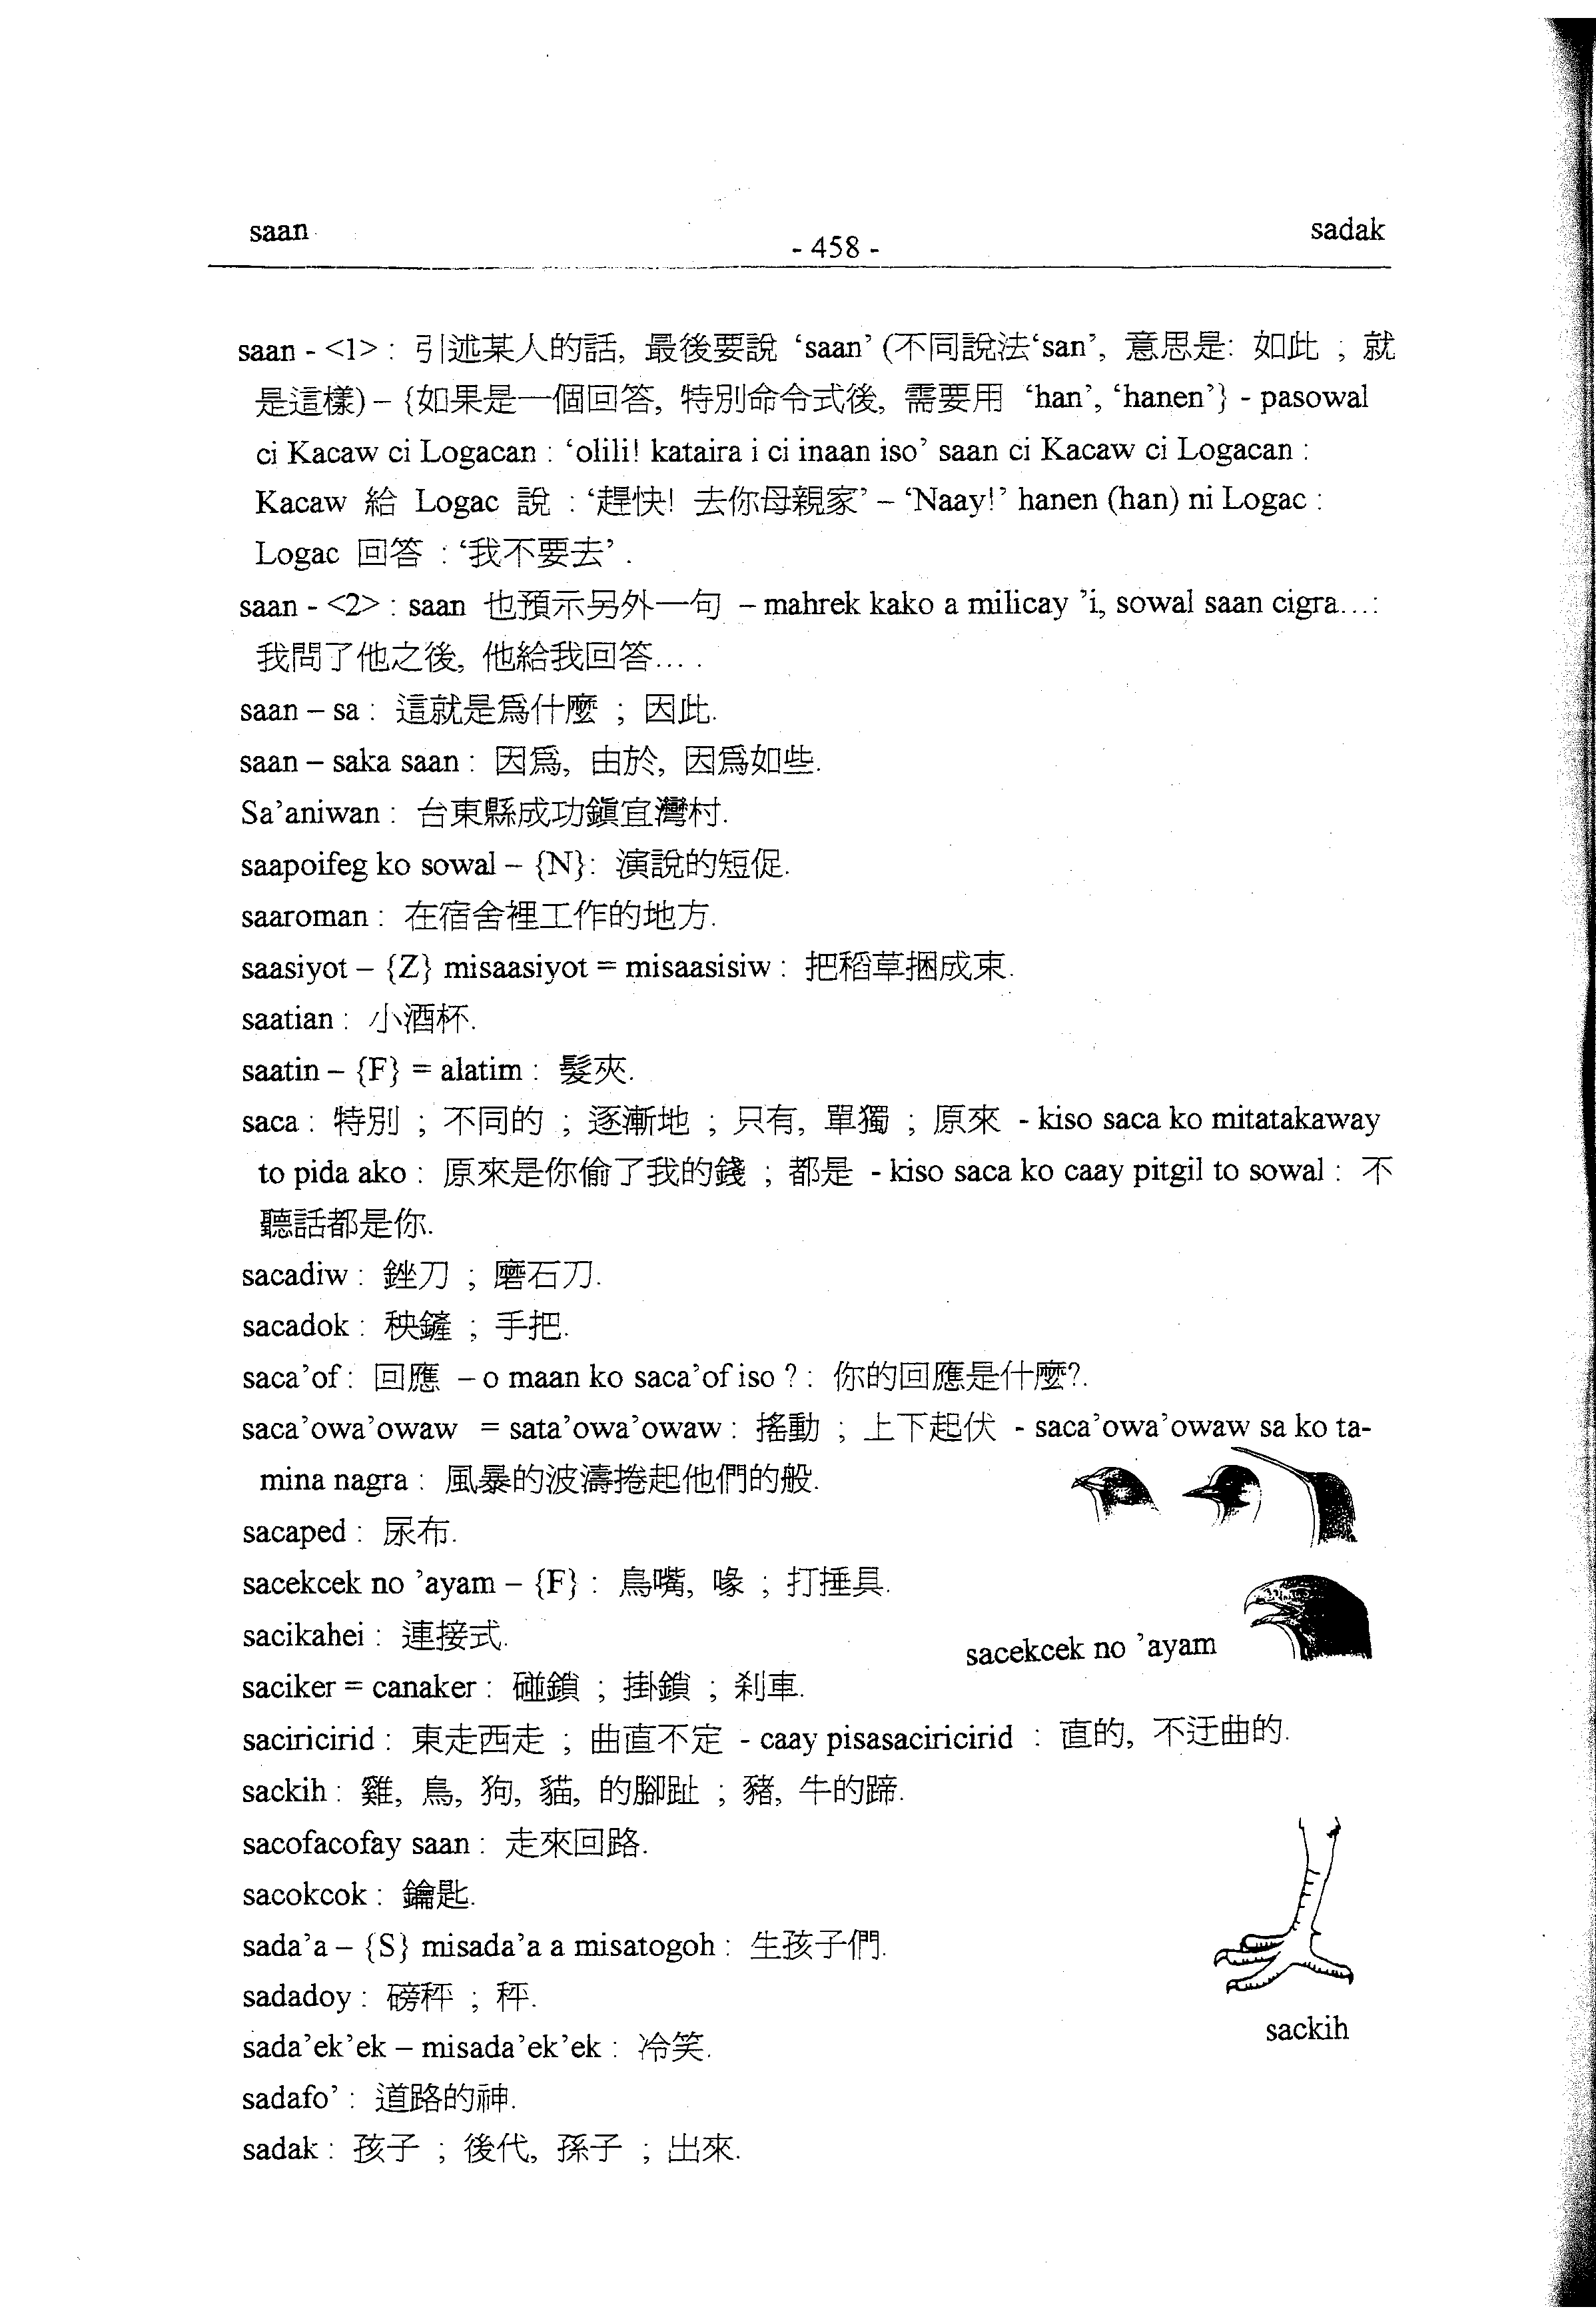 saan
- 458 -
sadak
saan - <1> : 引述某人的話, 最後要說 ‘saan’ (不同說法‘san’, 意思是: 如此 ; 就
是這樣) – {如果是一個回答, 特別命令式後, 需要用 ‘han’, ‘hanen’} - pasowal
ci Kacaw ci Logacan : ‘olili! kataira i ci inaan iso’ saan ci Kacaw ci Logacan :
Kacaw 給 Logac 說 : ‘趕快! 去你母親家’ – ‘Naay!’ hanen (han) ni Logac :
Logac 回答 : ‘我不要去’ .
saan - <2> : saan 也預示另外一句 – mahrek kako a milicay ’i, sowal saan cigra...:
我問了他之後, 他給我回答... .
saan – sa : 這就是爲什麼 ; 因此.
saan – saka saan : 因爲, 由於, 因爲如些.
Sa’aniwan : 台東縣成功鎭宜灣村.
saapoifeg ko sowal – {N}: 演說的短促.
saaroman : 在宿舍裡工作的地方.
saasiyot – {Z} misaasiyot = misaasisiw : 把稻草捆成束.
saatian : 小酒杯.
saatin – {F} = alatim : 髮夾.
saca : 特別 ; 不同的 ; 逐漸地 ; 只有, 單獨 ; 原來 - kiso saca ko mitatakaway
to pida ako : 原來是你偷了我的錢 ; 都是 - kiso saca ko caay pitgil to sowal : 不
聽話都是你.
sacadiw : 銼刀 ; 磨石刀.
sacadok : 秧鏟 ; 手把.
saca’of : 回應 – o maan ko saca’of iso ? : 你的回應是什麼?.
saca’owa’owaw = sata’owa’owaw : 搖動 ; 上下起伏 - saca’owa’owaw sa ko ta-
mina nagra : 風暴的波濤捲起他們的般.
sacaped : 尿布.
sacekcek no ’ayam – {F} : 鳥嘴, 喙 ; 打捶具.
sacikahei : 連接式.
sacekcek no ’ayam
saciker = canaker : 碰鎖 ; 掛鎖 ; 刹車.
saciricirid : 東走西走 ; 曲直不定 - caay pisasaciricirid : 直的, 不迂曲的.
sackih : 雞, 鳥, 狗, 貓, 的腳趾 ; 豬, 牛的蹄.
sacofacofay saan : 走來回路.
sacokcok : 鑰匙.
sada’a – {S} misada’a a misatogoh : 生孩子們.
sadadoy : 磅秤 ; 秤.
sackih
sada’ek’ek – misada’ek’ek : 冷笑.
sadafo’ : 道路的神.
sadak : 孩子 ; 後代, 孫子 ; 出來.